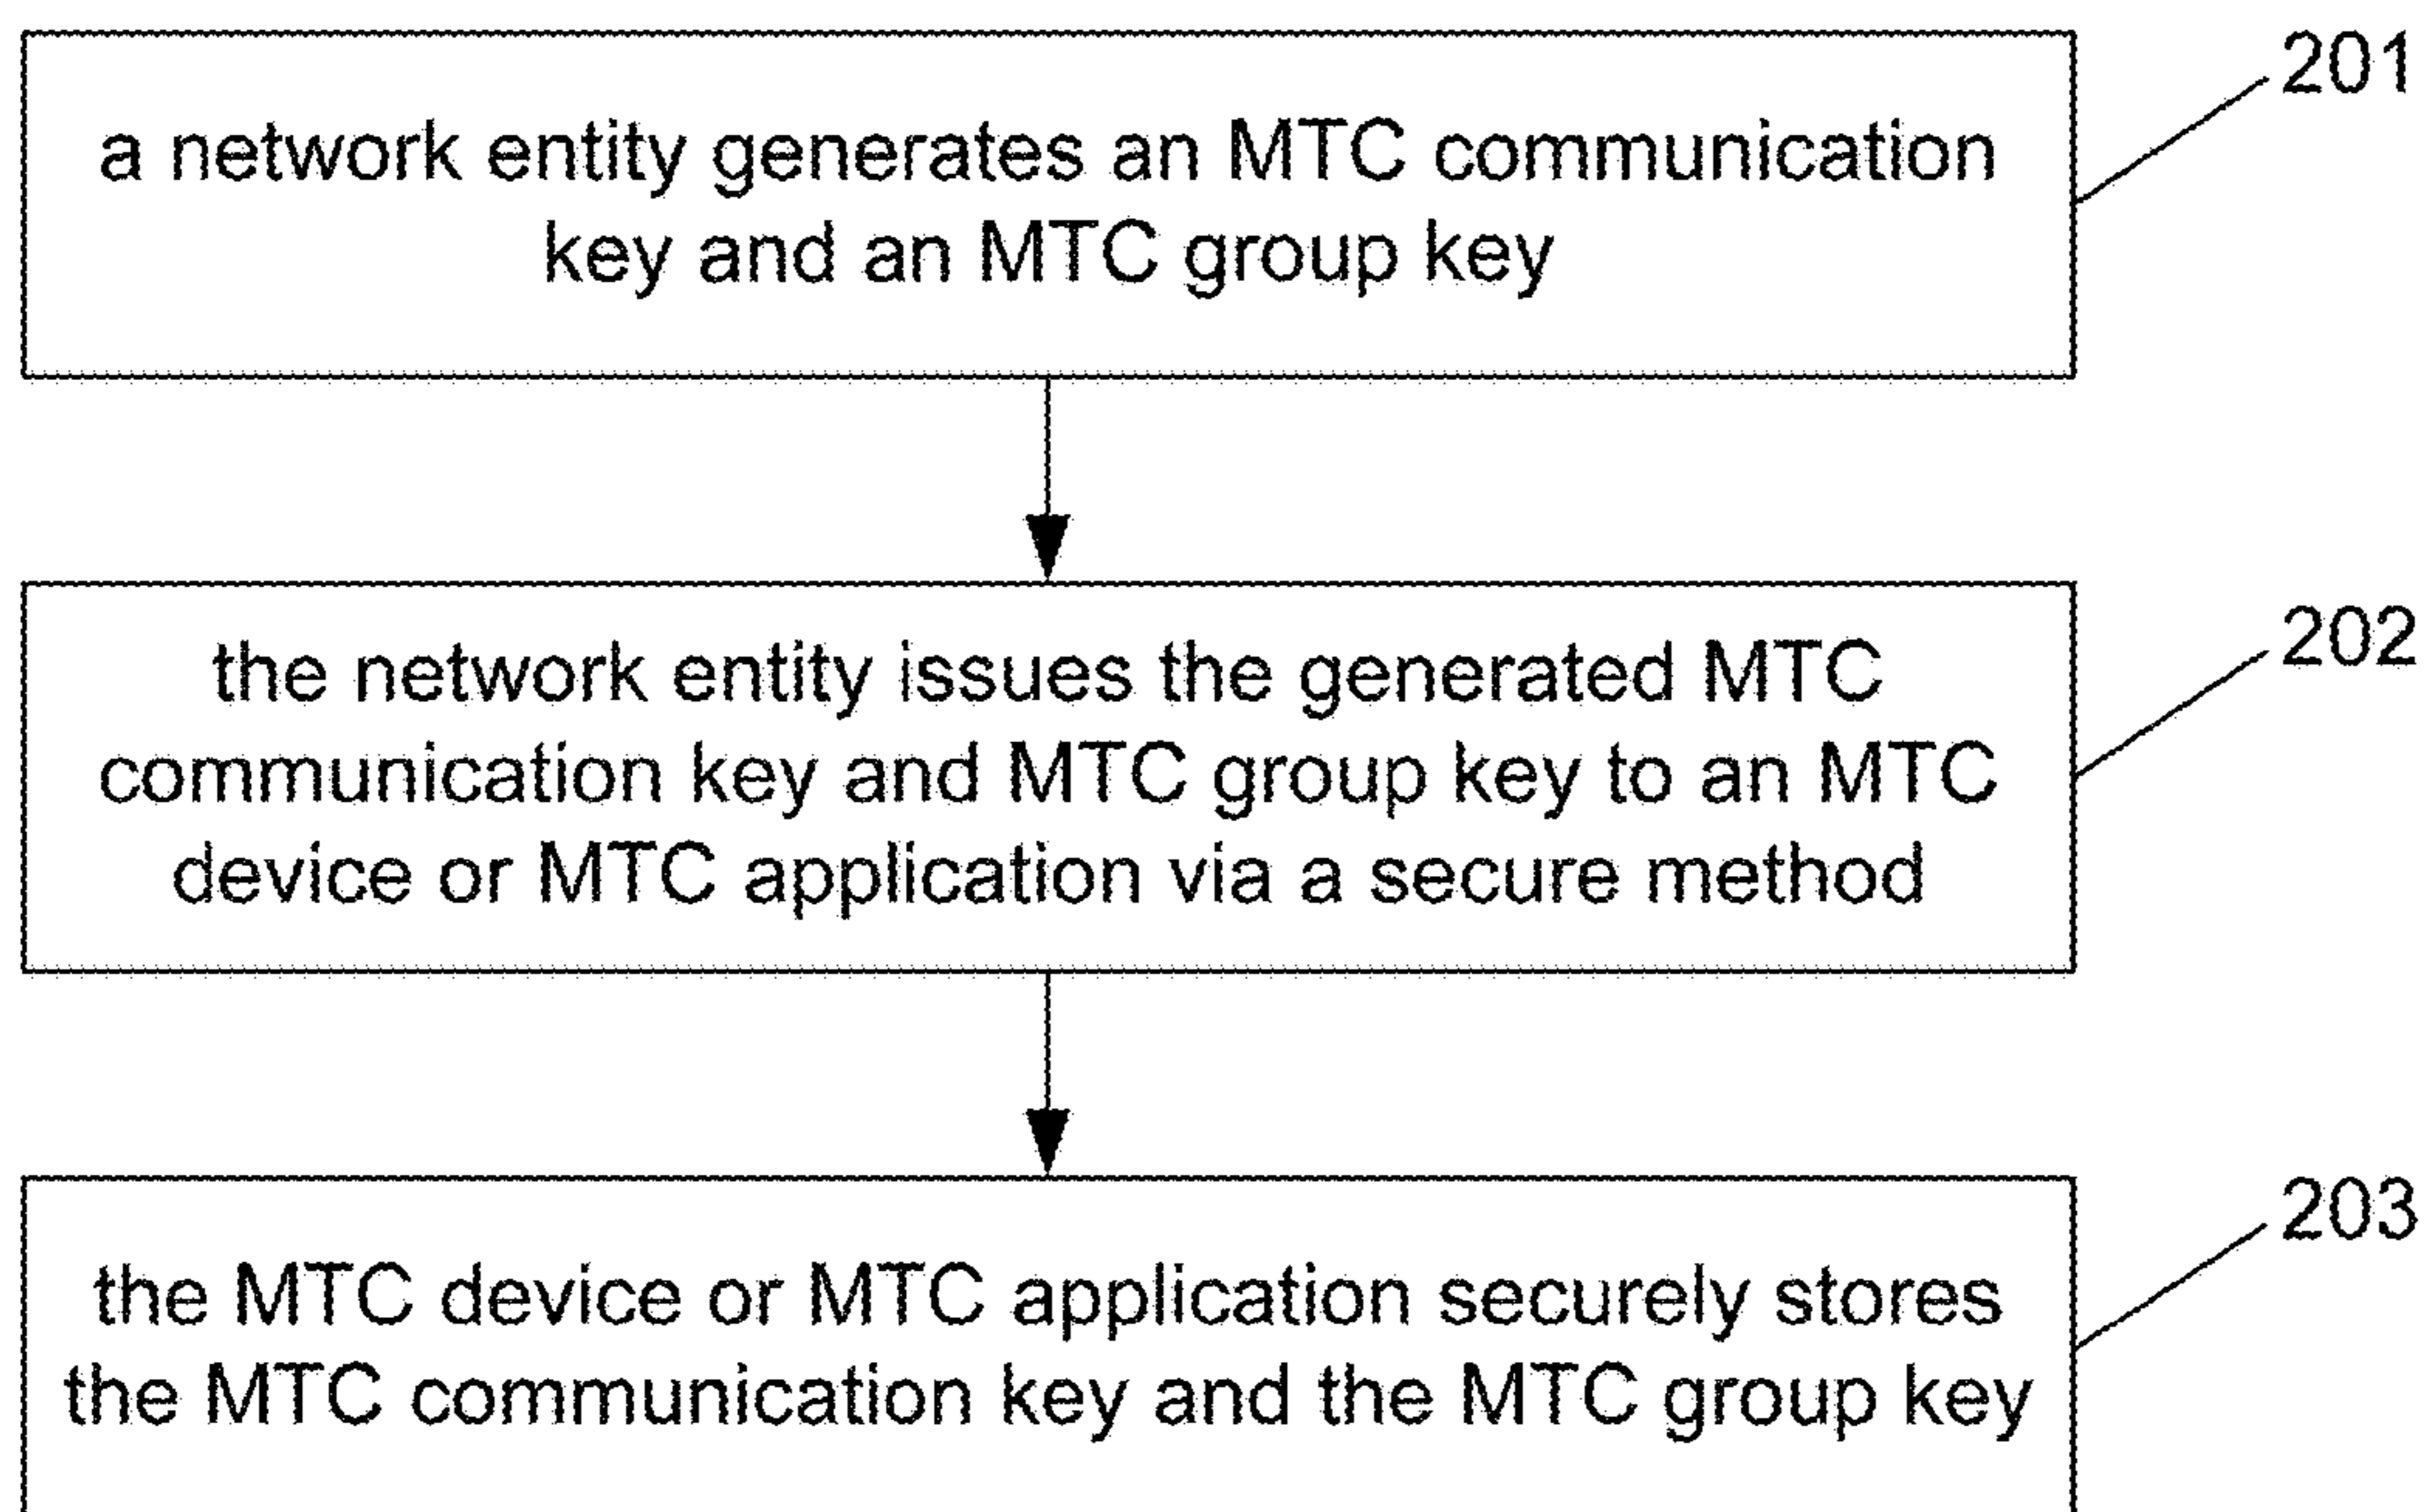 a network entity generates an MTC communication
key and an MTC group key
201
the network entity issues the generated MTC
communication key and MTC group key to an MTC
device or MTC application via a secure method
202
the MTC device or MTC application securely stores
the MTC communication key and the MTC group key
203